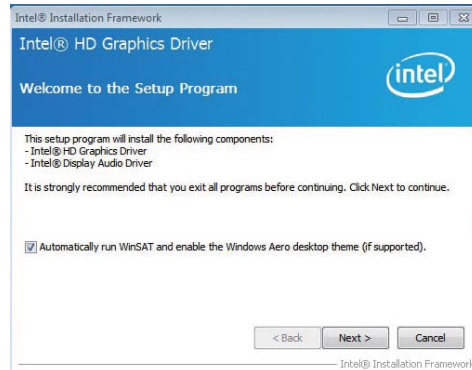 Intel® Installation Framework
Intel® HD Graphics Driver
Welcome to the Setup Program
intel
This setup program will install the following components:
- Intel® HD Graphics Driver
- Intel® Display Audio Driver
It is strongly recommended that you exit all programs before continuing. Click Next to continue.
Automatically run WinSAT and enable the Windows Aero desktop theme (if supported).
< Back Next > Cancel
Intel® Installation Framework